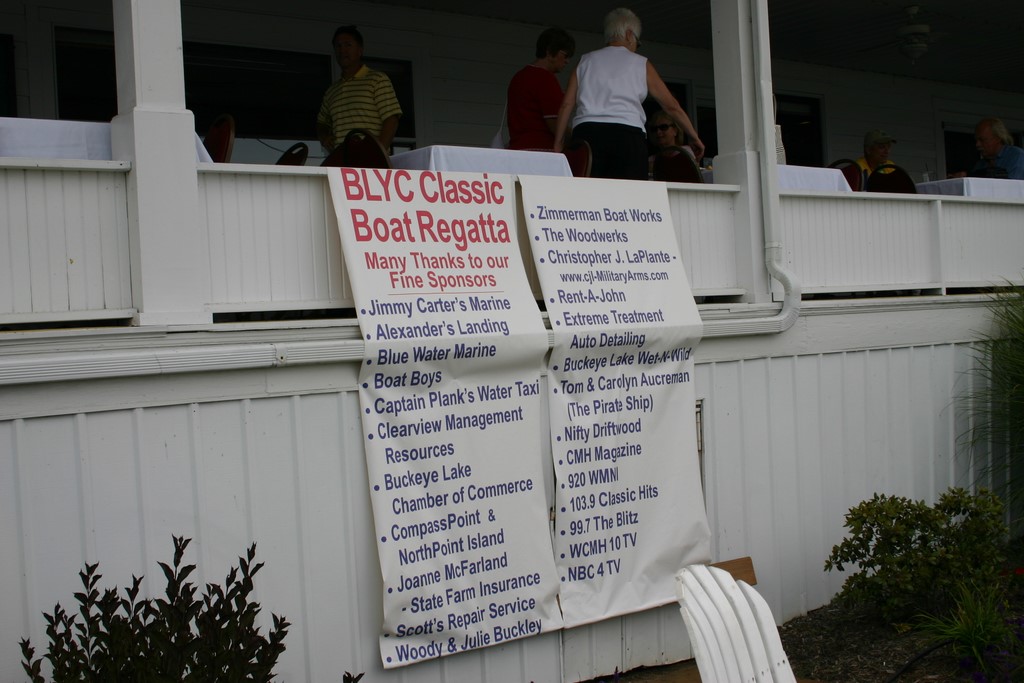 BLYC Classic
Boat Regatta
Many Thanks to our
Fine Sponsors
• Jimmy Carter's Marine
• Alexander's Landing
• Blue Water Marine
• Boat Boys
• Captain Plank's Water Taxi
• Clearview Management
Resources
• Buckeye Lake
Chamber of Commerce
• CompassPoint &
NorthPoint Island
• Joanne McFarland
- State Farm Insurance
• Scott's Repair Service
• Woody & Julie Buckley
• Zimmerman Boat Works
• The Woodwerks
• Christopher J. LaPlante -
www.cjl-MilitaryArms.com
• Rent-A-John
• Extreme Treatment
Auto Detailing
• Buckeye Lake Wet-N-Wild
• Tom & Carolyn Aucreman
(The Pirate Ship)
• Nifty Driftwood
• CMH Magazine
• 920 WMNI
• 103.9 Classic Hits
• 99.7 The Blitz
• WCMH 10 TV
• NBC 4 TV